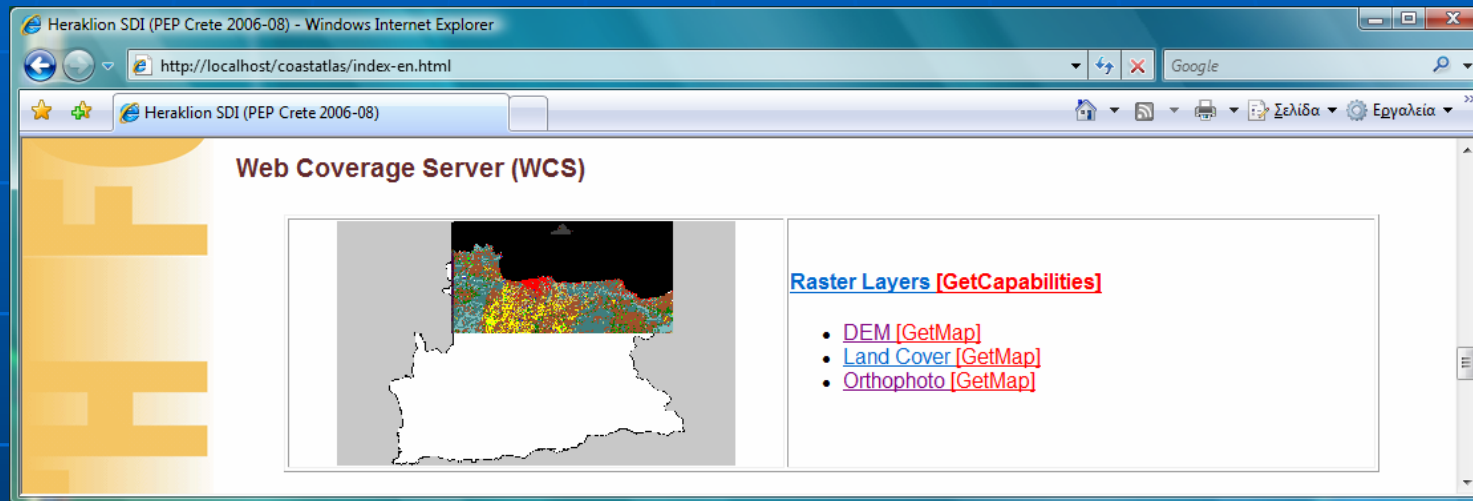 Heraklion SDI (PEP Crete 2006-08) - Windows Internet Explorer
http://localhost/coastatlas/index-en.html
Google
Heraklion SDI (PEP Crete 2006-08)
Σελίδα
Εργαλεία
Web Coverage Server (WCS)
Raster Layers [GetCapabilities]
DEM [GetMap]
Land Cover [GetMap]
Orthophoto [GetMap]